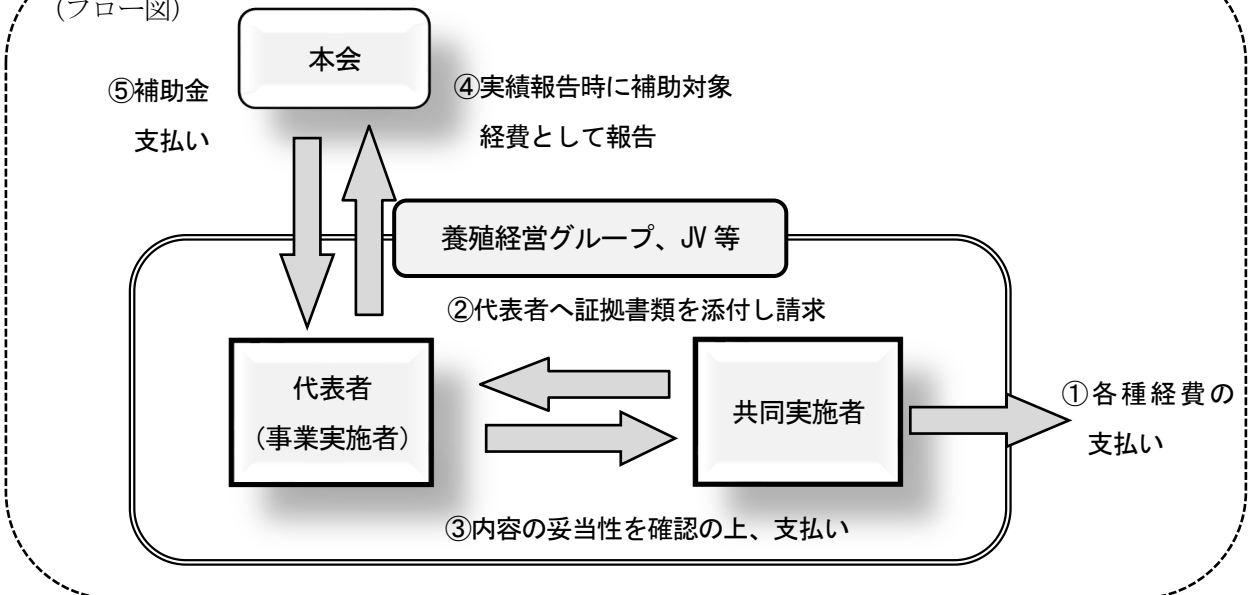 (フロー図)
本会
⑤補助金
支払い
④実績報告時に補助対象
経費として報告
養殖経営グループ、JV 等
②代表者へ証拠書類を添付し請求
代表者
(事業実施者)
共同実施者
①各種経費の
支払い
③内容の妥当性を確認の上、支払い